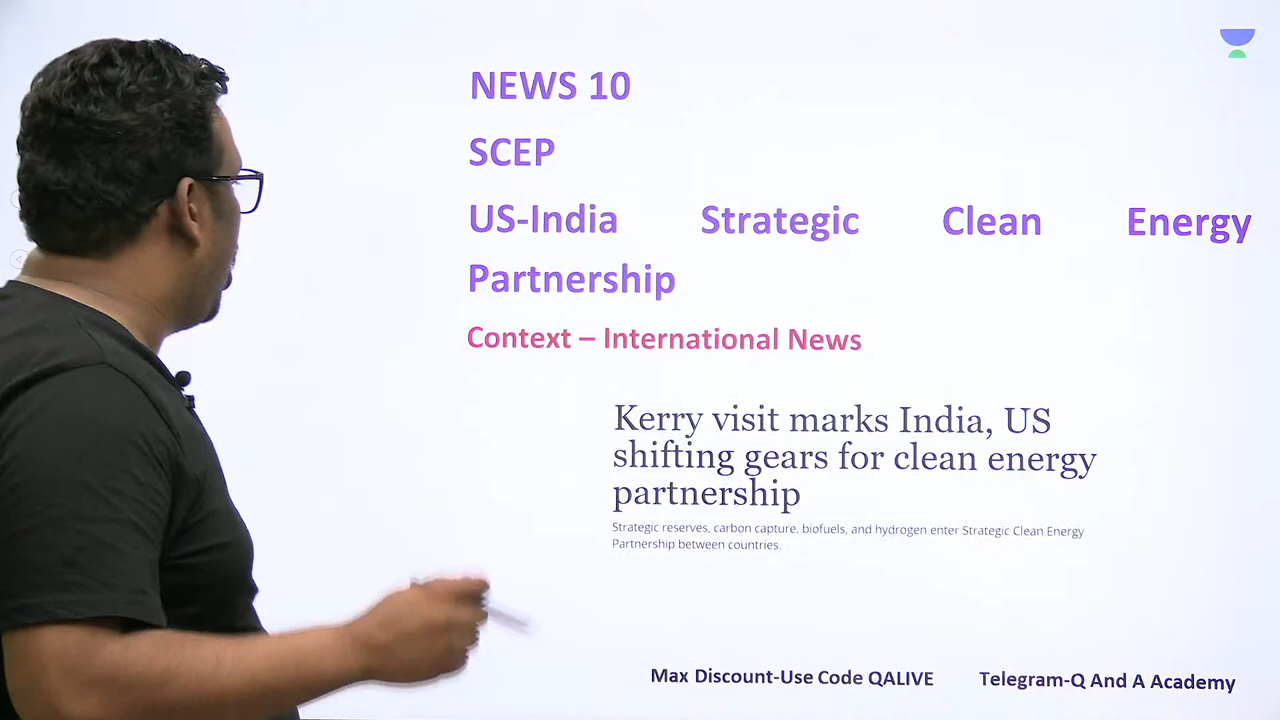 NEWS 10
SCEP
US-India Strategic Clean Energy
Partnership
Context – International News
Kerry visit marks India, US
shifting gears for clean energy
partnership
Strategic reserves, carbon capture, biofuels, and hydrogen enter Strategic Clean Energy
Partnership between countries.
Max Discount-Use Code QALIVE Telegram-Q And A Academy